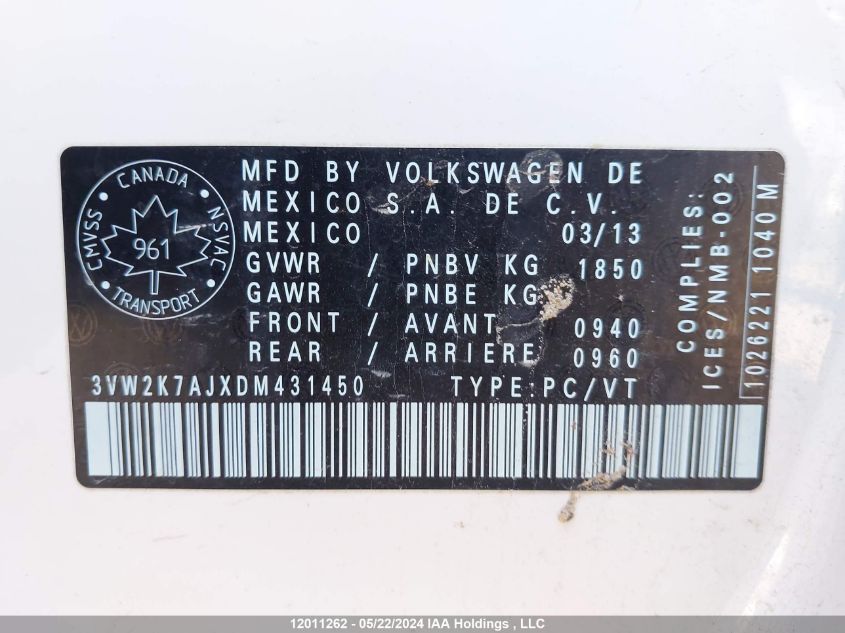 CANADA
CMVSS
NSVAC
961
TRANSPORT
MFD BY VOLKSWAGEN DE
MEXICO S.A. DE C.V.
MEXICO 03/13
GVWR / PNBV KG 1850
GAWR / PNBE KG
FRONT / AVANT 0940
REAR / ARRIERE 0960
3VW2K7AJXDM431450 TYPE:PC/VT
COMPLIES:
ICES/NMB-002
1026221 1040 M
12011262 - 05/22/2024 IAA Holdings , LLC